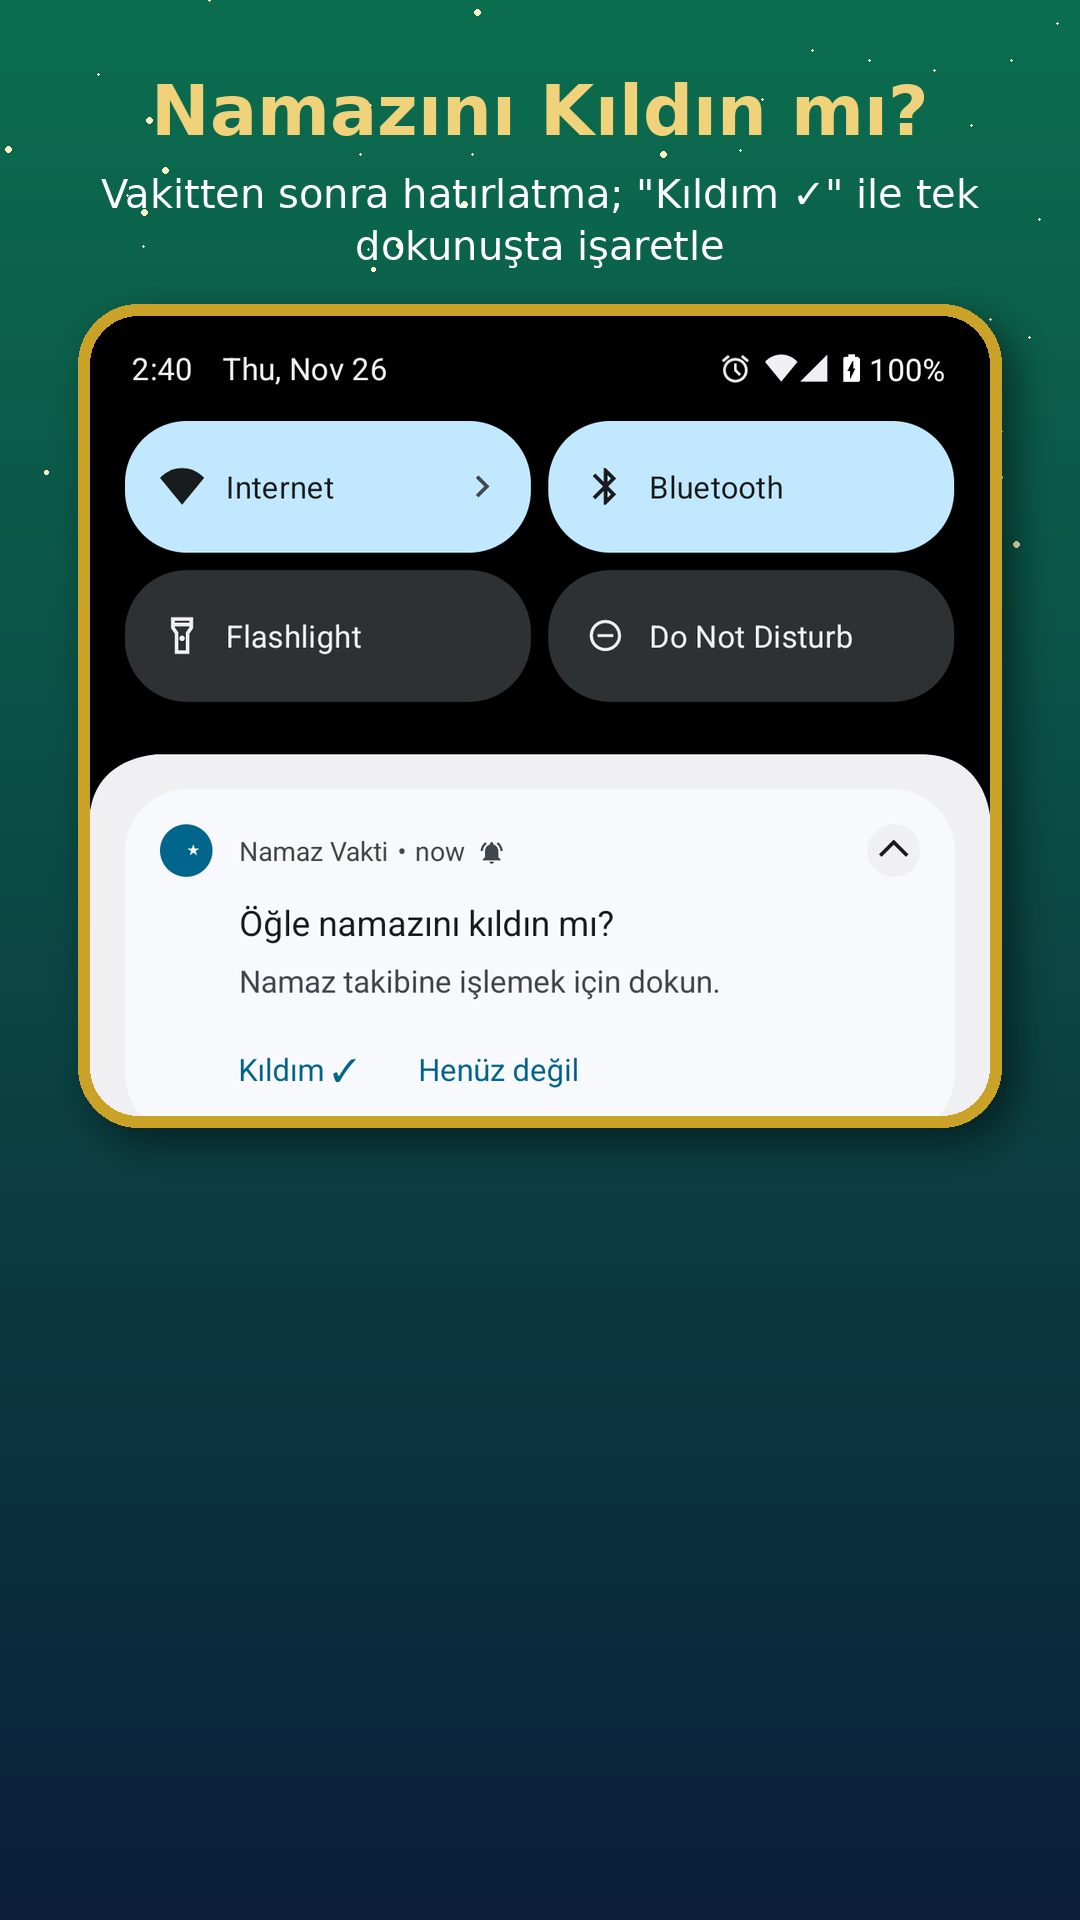 Namazını Kıldın mı?
Vakitten sonra hatırlatma; "Kıldım ✓" ile tek
dokunuşta işaretle
2:40 Thu, Nov 26 100%
Internet
Bluetooth
Flashlight
Do Not Disturb
Namaz Vakti • now
Öğle namazını kıldın mı?
Namaz takibine işlemek için dokun.
Kıldım ✓ Henüz değil